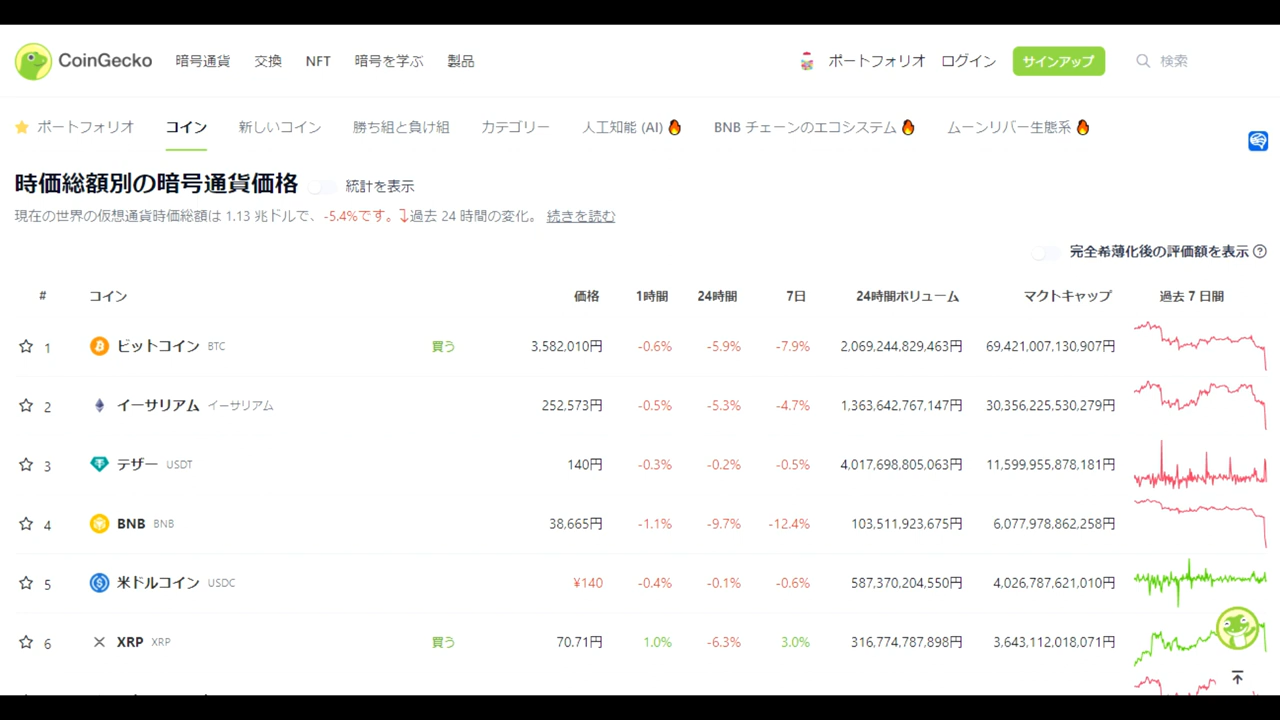 CoinGecko 暗号通貨 交換 NFT 暗号を学ぶ 製品 ポートフォリオ ログイン サインアップ 検索
ポートフォリオ コイン 新しいコイン 勝ち組と負け組 カテゴリー 人工知能 (AI) BNB チェーンのエコシステム ムーンリバー生態系
時価総額別の暗号通貨価格 統計を表示
現在の世界の仮想通貨時価総額は 1.13 兆ドルで、 -5.4%です。 過去 24 時間の変化。 続きを読む
完全希薄化後の評価額を表示
# コイン 価格 1時間 24時間 7日 24時間ボリューム マクトキャップ 過去 7 日間
1 ビットコイン BTC 買う 3,582,010円 -0.6% -5.9% -7.9% 2,069,244,829,463円 69,421,007,130,907円
2 イーサリアム イーサリアム 252,573円 -0.5% -5.3% -4.7% 1,363,642,767,147円 30,356,225,530,279円
3 テザー USDT 140円 -0.3% -0.2% -0.5% 4,017,698,805,063円 11,599,955,878,181円
4 BNB BNB 38,665円 -1.1% -9.7% -12.4% 103,511,923,675円 6,077,978,862,258円
5 米ドルコイン USDC ¥140 -0.4% -0.1% -0.6% 587,370,204,550円 4,026,787,621,010円
6 XRP XRP 買う 70.71円 1.0% -6.3% 3.0% 316,774,787,898円 3,643,112,018,071円